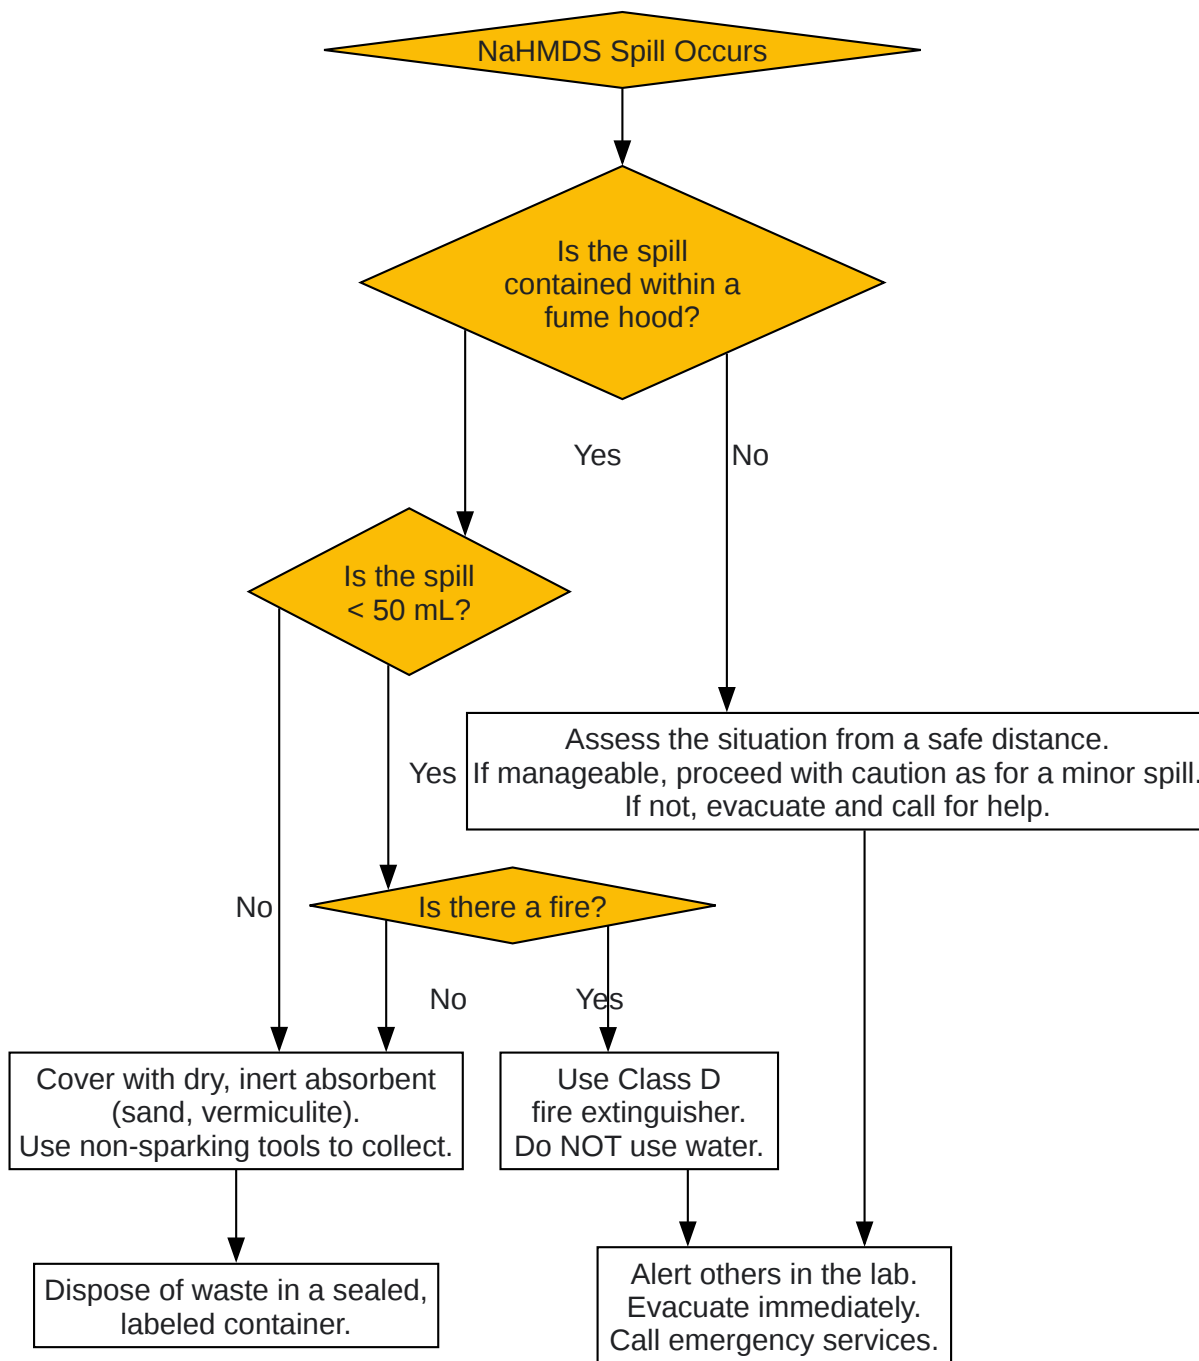 NaHMDS Spill Occurs
Is the spill
contained within a
fume hood?
Yes
No
Is the spill
< 50 mL?
Assess the situation from a safe distance.
If manageable, proceed with caution as for a minor spill.
If not, evacuate and call for help.
Yes
No
Is there a fire?
No
Yes
Cover with dry, inert absorbent
(sand, vermiculite).
Use non-sparking tools to collect.
Use Class D
fire extinguisher.
Do NOT use water.
Dispose of waste in a sealed,
labeled container.
Alert others in the lab.
Evacuate immediately.
Call emergency services.